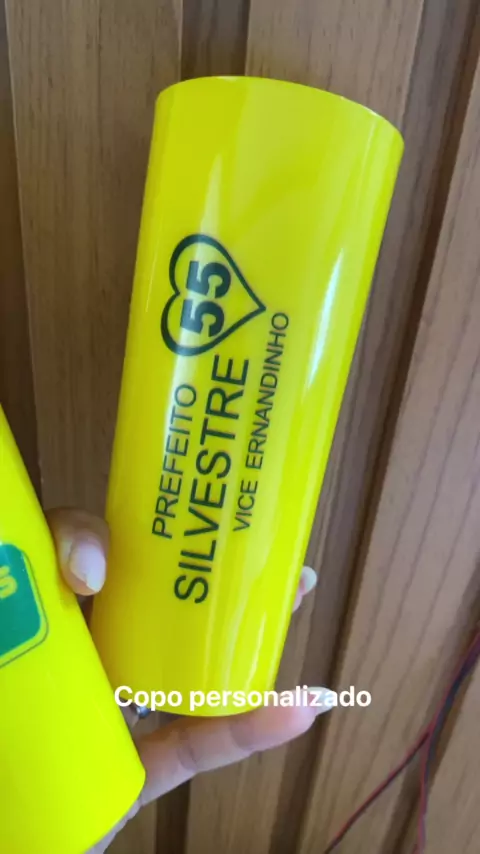 55
PREFEITO
SILVESTRE
VICE ERNANDINHO
S
Copo personalizado